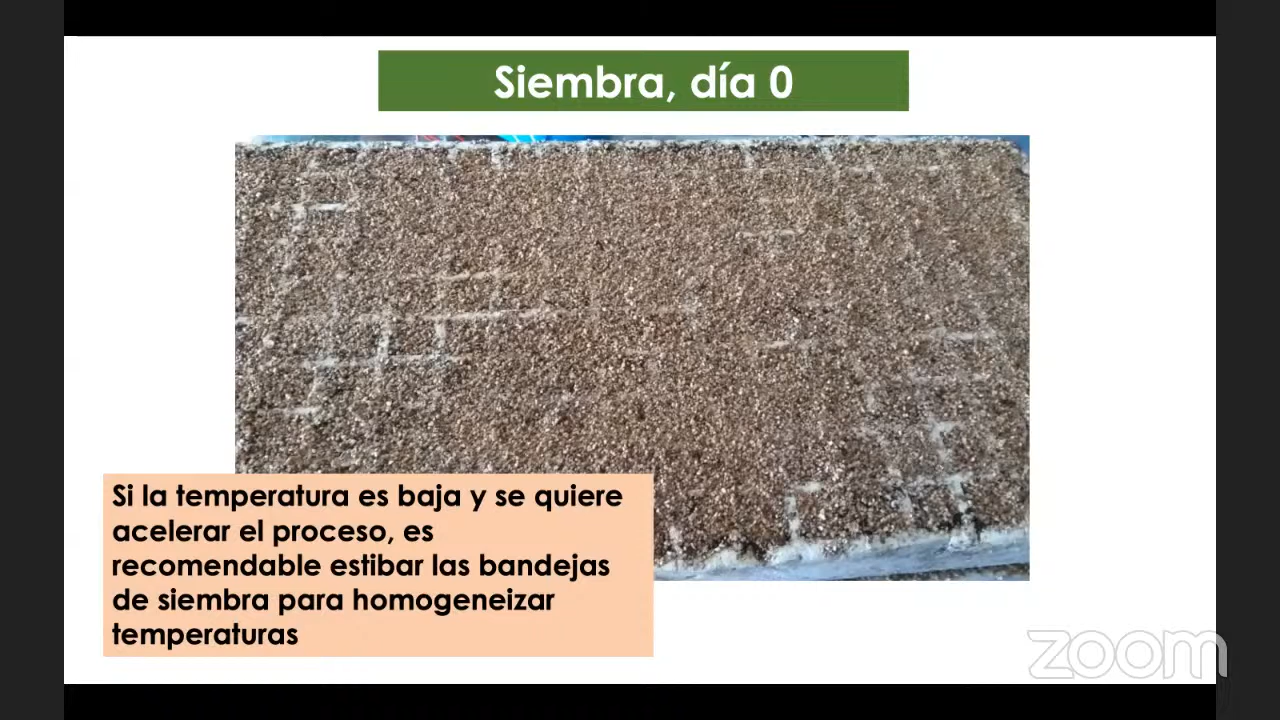 Siembra, día 0
Si la temperatura es baja y se quiere
acelerar el proceso, es
recomendable estibar las bandejas
de siembra para homogeneizar
temperaturas
zoom